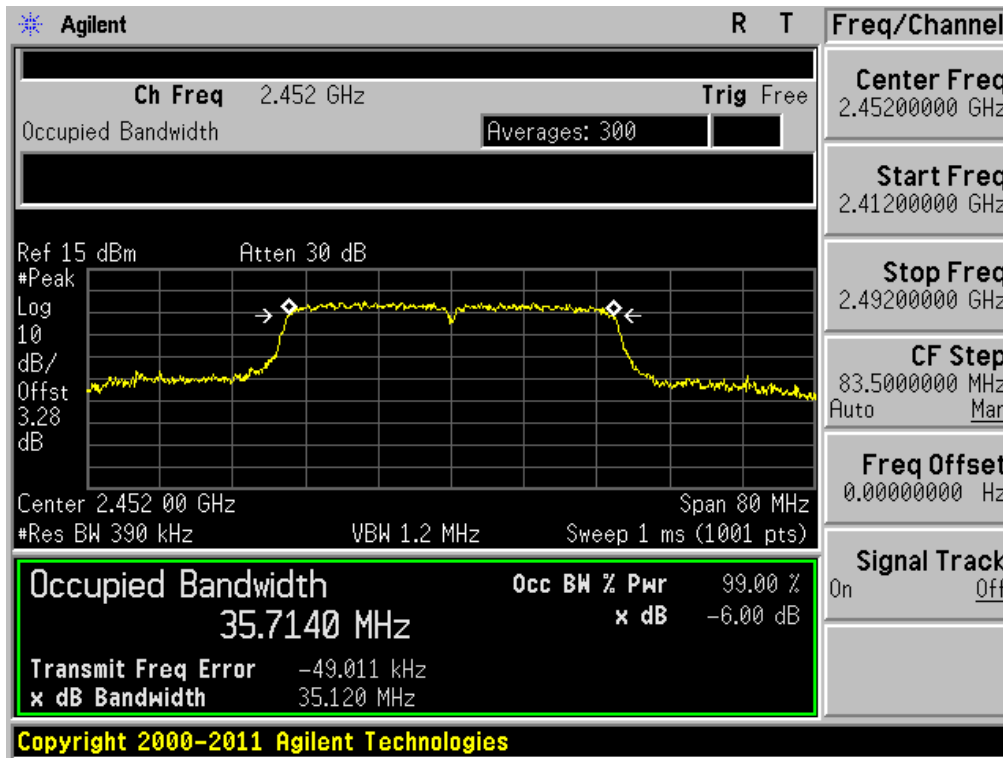 Agilent R T
Ch Freq 2.452 GHz Trig Free
Occupied Bandwidth Averages: 300
Ref 15 dBm Atten 30 dB
#Peak
Log
10
dB/
Offst
3.28
dB
Center 2.452 00 GHz Span 80 MHz
#Res BW 390 kHz VBW 1.2 MHz Sweep 1 ms (1001 pts)
Occupied Bandwidth
35.7140 MHz
Occ BW % Pwr 99.00 %
x dB -6.00 dB
Transmit Freq Error -49.011 kHz
x dB Bandwidth 35.120 MHz
Copyright 2000-2011 Agilent Technologies
Freq/Channel
Center Freq
2.45200000 GHz
Start Freq
2.41200000 GHz
Stop Freq
2.49200000 GHz
CF Step
83.5000000 MHz
Auto Man
Freq Offset
0.00000000 Hz
Signal Track
On Off